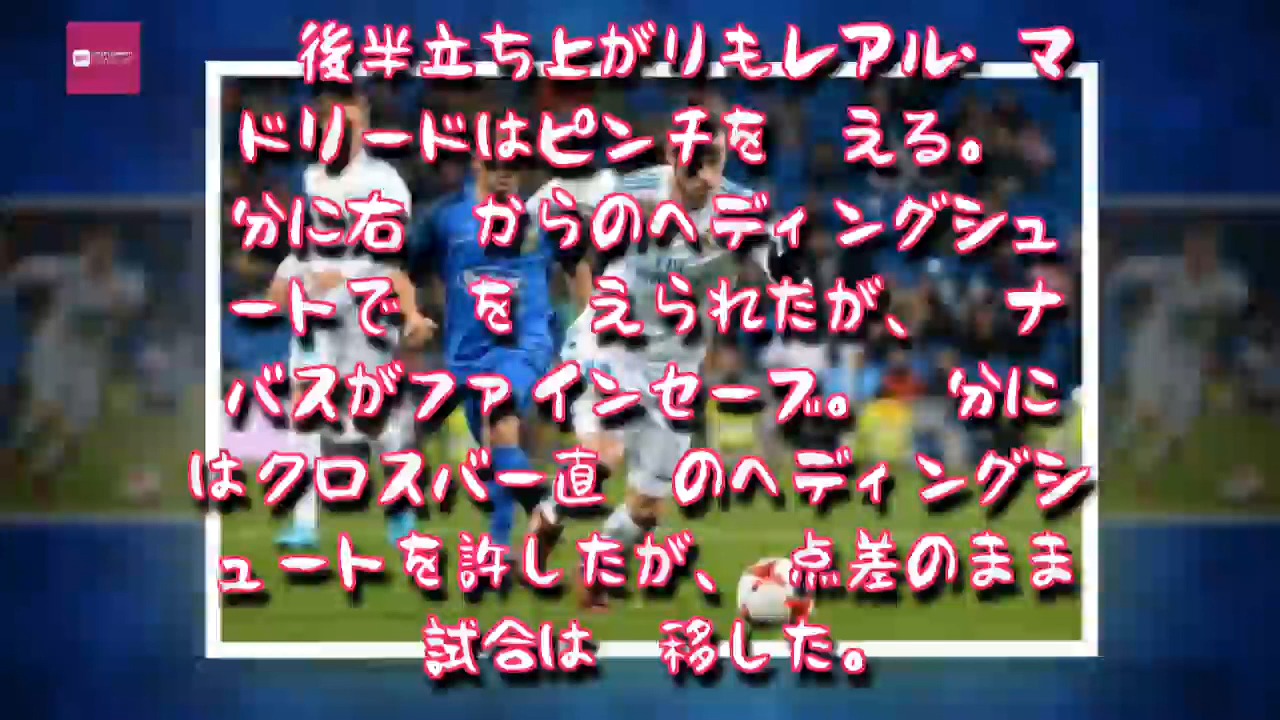 後半立ち上がりもレアル・ マ
ドリードはピンチを　える。
分に右　からのヘディングシュ
ートで　を　えられたが、　ナ
バスがファインセーブ。　分に
はクロスバー直　のヘディングシ
ュートを許したが、　点差のまま
試合は　移した。